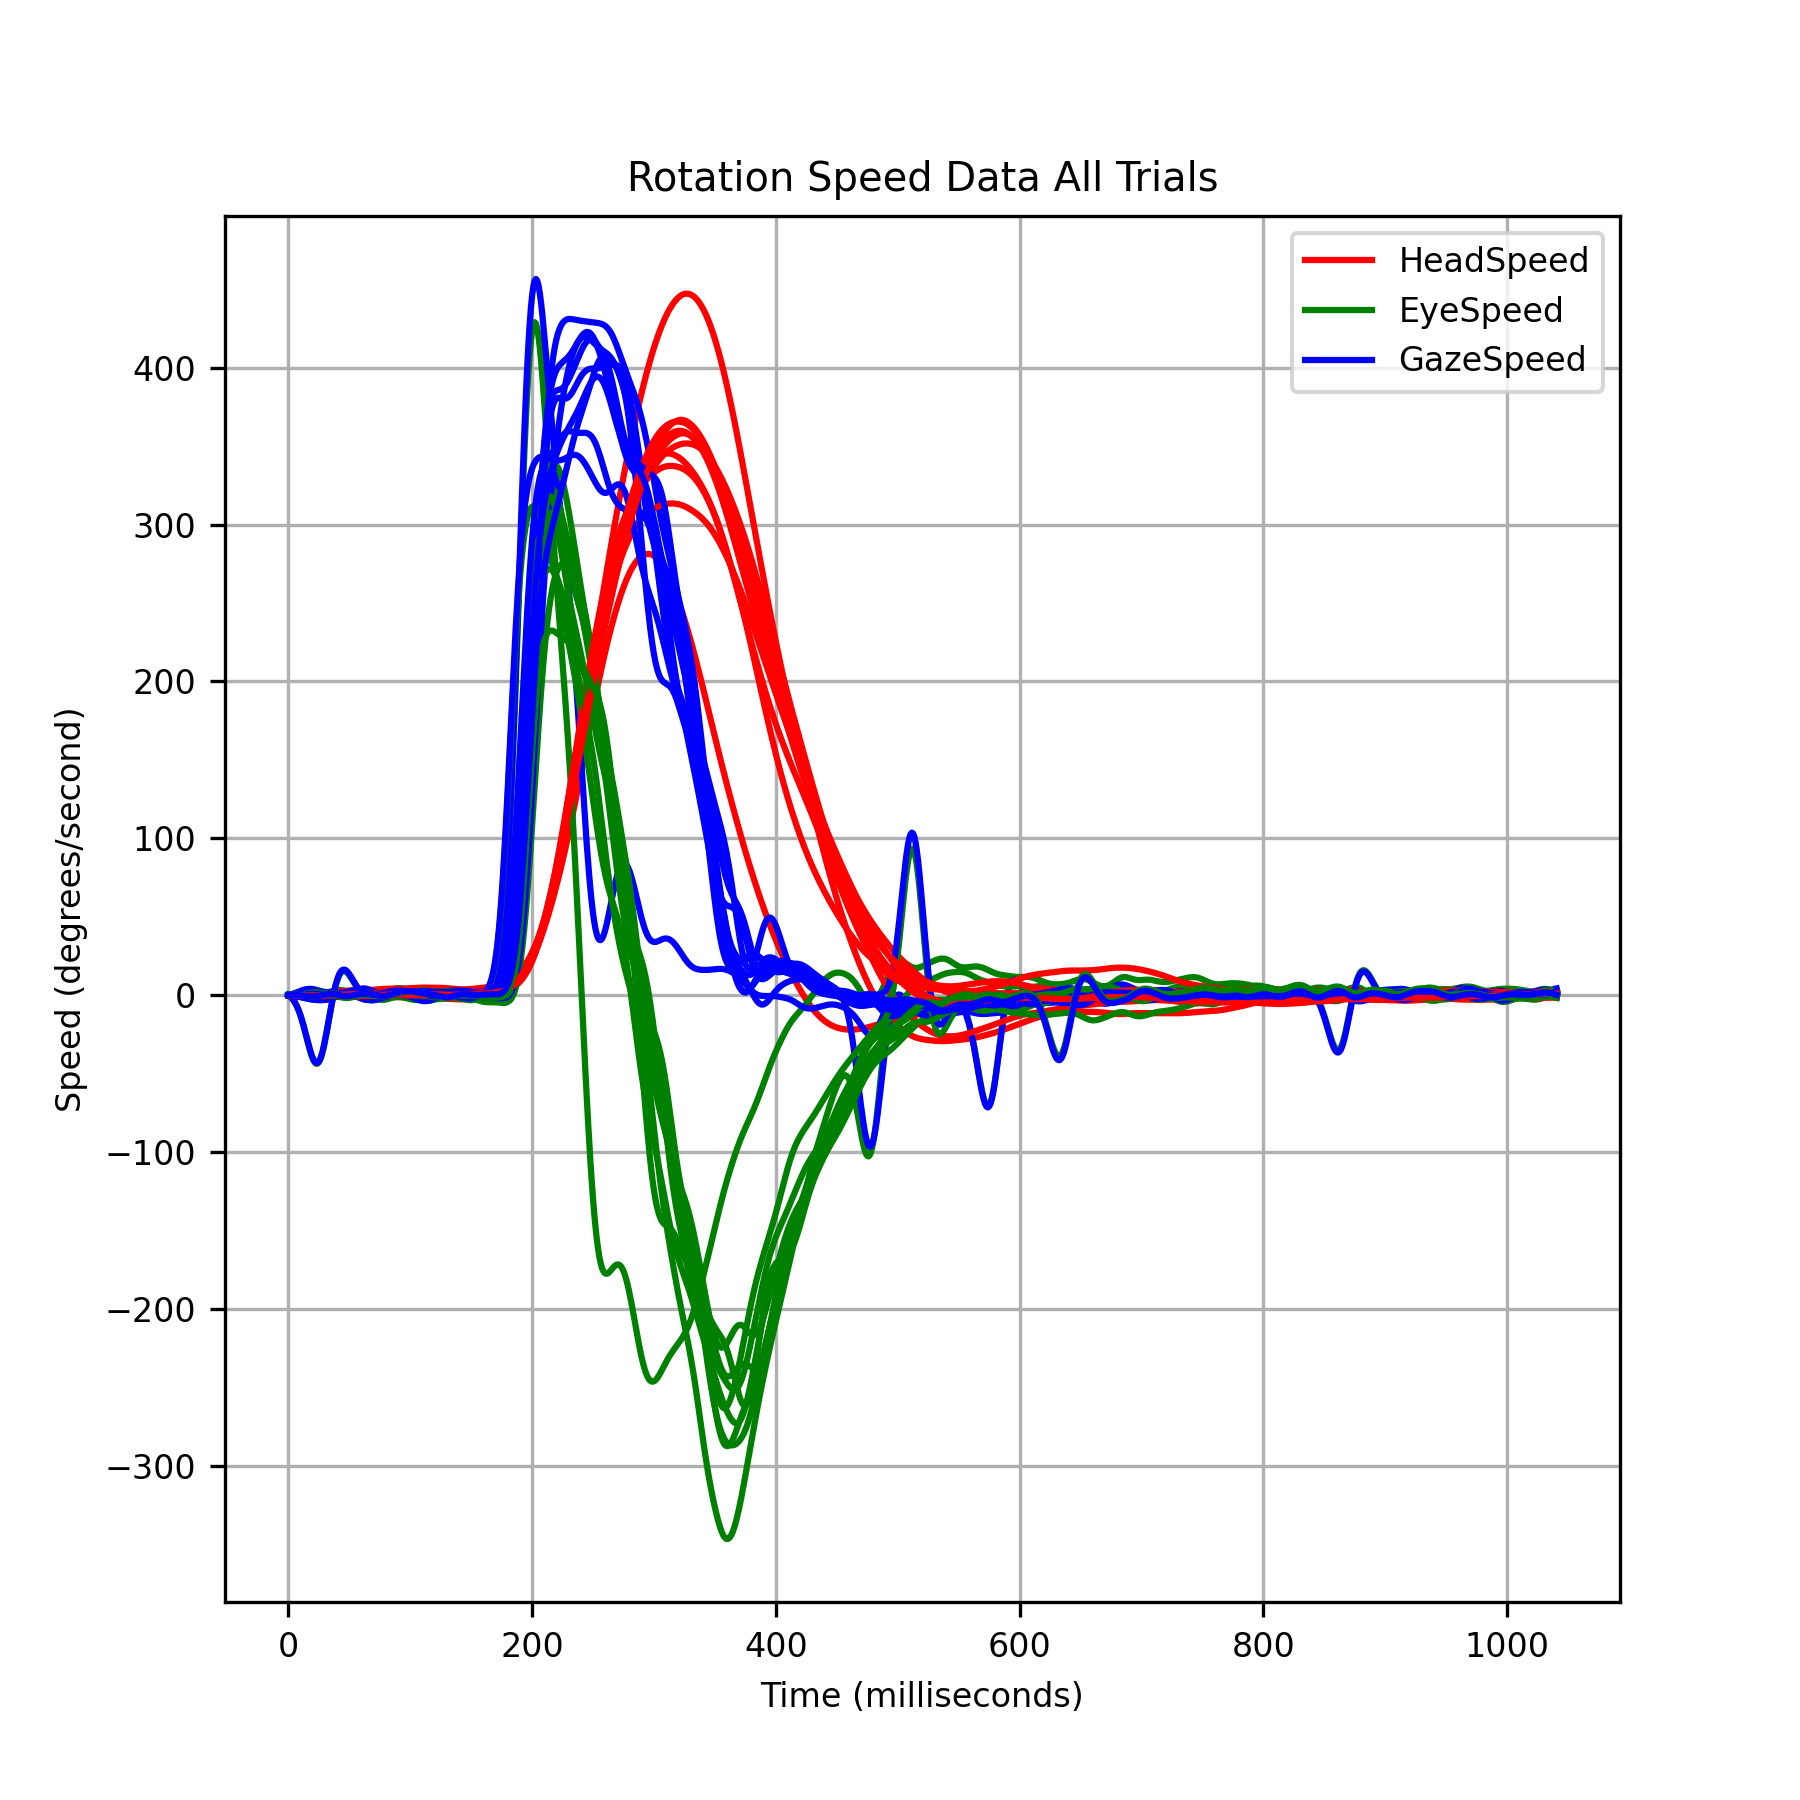 Rotation Speed Data All Trials
HeadSpeed
EyeSpeed
GazeSpeed
400
300
200
100
0
−100
−200
−300
Speed (degrees/second)
0 200 400 600 800 1000
Time (milliseconds)